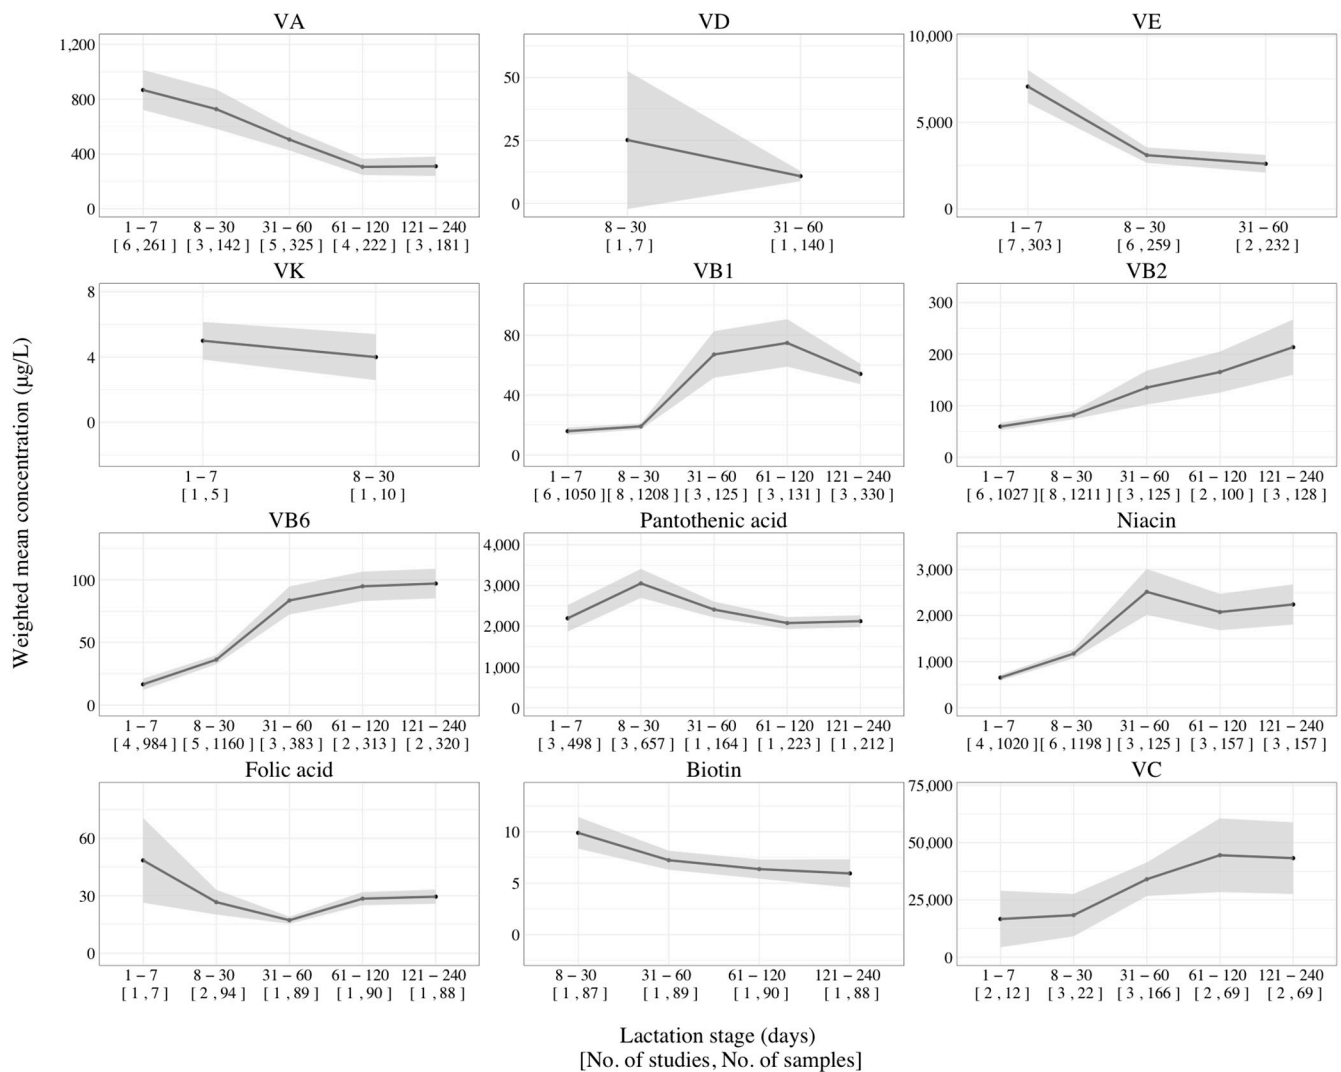 VA
1,200
800
400
0
1 – 7 8 – 30 31 – 60 61 – 120 121 – 240
[ 6 , 261 ] [ 3 , 142 ] [ 5 , 325 ] [ 4 , 222 ] [ 3 , 181 ]
VD
50
25
0
8 – 30 31 – 60
[ 1 , 7 ] [ 1 , 140 ]
VE
10,000
5,000
0
1 – 7 8 – 30 31 – 60
[ 7 , 303 ] [ 6 , 259 ] [ 2 , 232 ]
VK
8
4
0
1 – 7 8 – 30
[ 1 , 5 ] [ 1 , 10 ]
VB1
80
40
0
1 – 7 8 – 30 31 – 60 61 – 120 121 – 240
[ 6 , 1050 ] [ 8 , 1208 ] [ 3 , 125 ] [ 3 , 131 ] [ 3 , 330 ]
VB2
300
200
100
0
1 – 7 8 – 30 31 – 60 61 – 120 121 – 240
[ 6 , 1027 ] [ 8 , 1211 ] [ 3 , 125 ] [ 2 , 100 ] [ 3 , 128 ]
VB6
100
50
0
1 – 7 8 – 30 31 – 60 61 – 120 121 – 240
[ 4 , 984 ] [ 5 , 1160 ] [ 3 , 383 ] [ 2 , 313 ] [ 2 , 320 ]
Pantothenic acid
4,000
3,000
2,000
1,000
0
1 – 7 8 – 30 31 – 60 61 – 120 121 – 240
[ 3 , 498 ] [ 3 , 657 ] [ 1 , 164 ] [ 1 , 223 ] [ 1 , 212 ]
Niacin
3,000
2,000
1,000
0
1 – 7 8 – 30 31 – 60 61 – 120 121 – 240
[ 4 , 1020 ] [ 6 , 1198 ] [ 3 , 125 ] [ 3 , 157 ] [ 3 , 157 ]
Folic acid
60
30
0
1 – 7 8 – 30 31 – 60 61 – 120 121 – 240
[ 1 , 7 ] [ 2 , 94 ] [ 1 , 89 ] [ 1 , 90 ] [ 1 , 88 ]
Biotin
10
5
0
8 – 30 31 – 60 61 – 120 121 – 240
[ 1 , 87 ] [ 1 , 89 ] [ 1 , 90 ] [ 1 , 88 ]
VC
75,000
50,000
25,000
0
1 – 7 8 – 30 31 – 60 61 – 120 121 – 240
[ 2 , 12 ] [ 3 , 22 ] [ 3 , 166 ] [ 2 , 69 ] [ 2 , 69 ]
Weighted mean concentration (μg/L)
Lactation stage (days)
[No. of studies, No. of samples]